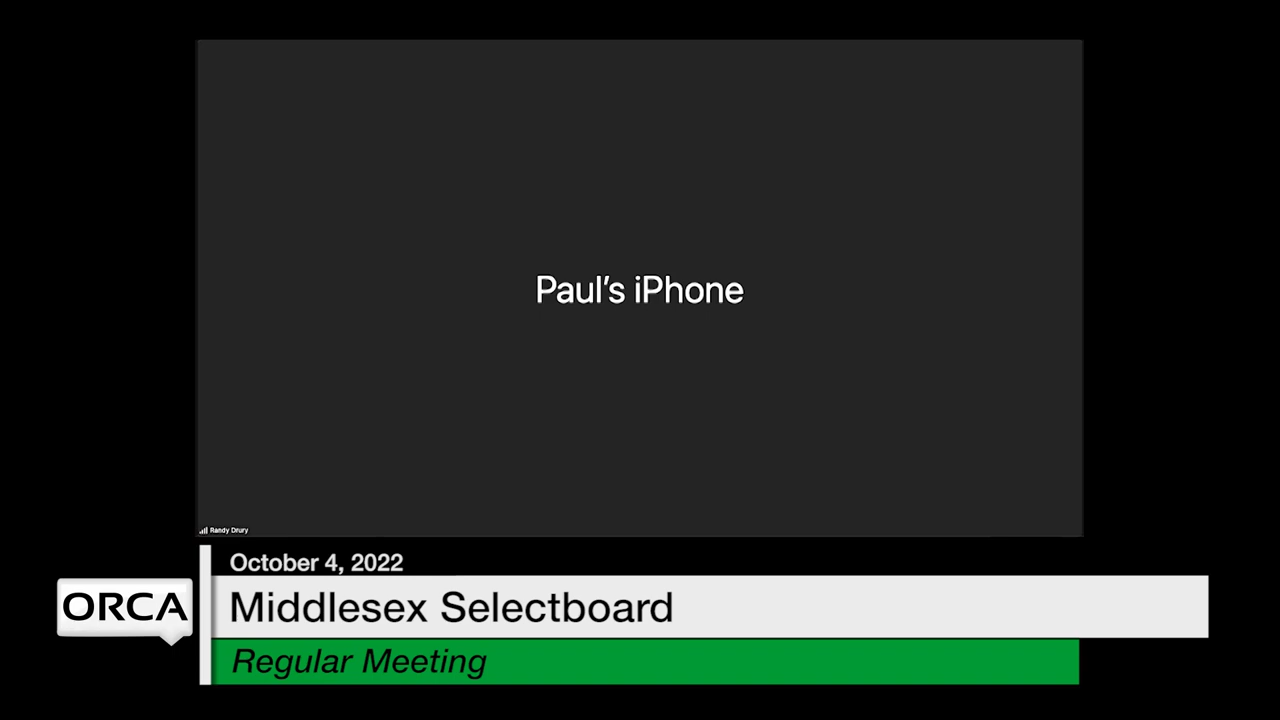 Paul's iPhone
Randy Drury
October 4, 2022
ORCA
Middlesex Selectboard
Regular Meeting